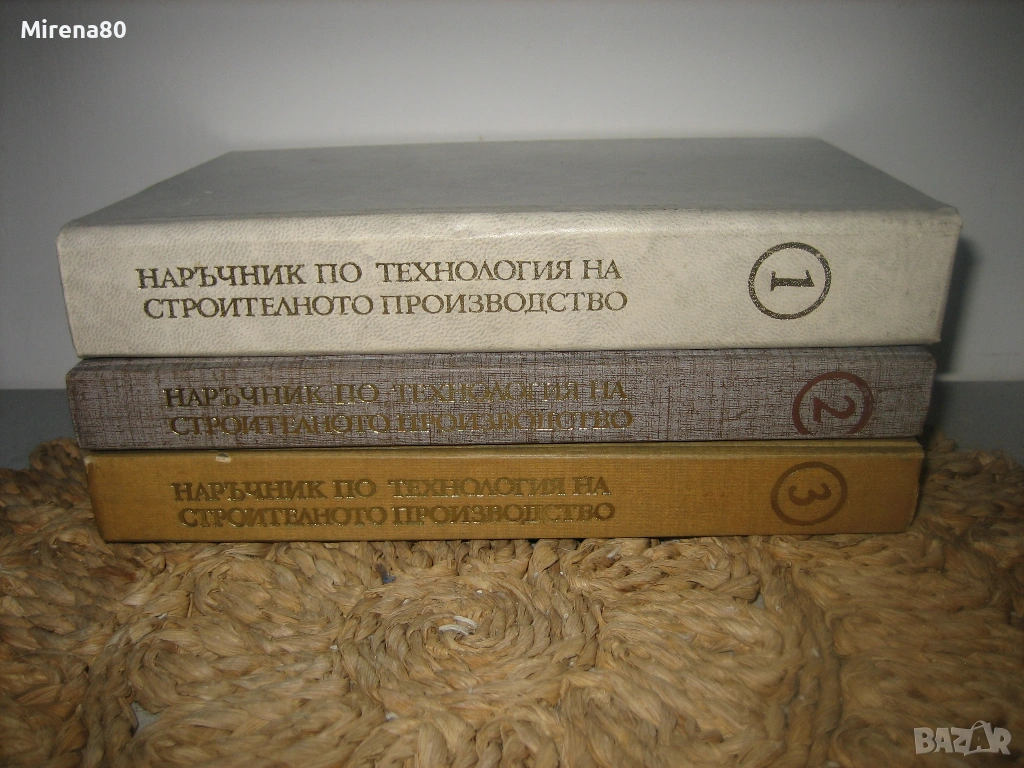 Mirena80
НАРЪЧНИК ПО ТЕХНОЛОГИЯ НА
СТРОИТЕЛНОТО ПРОИЗВОДСТВО
1
НАРЪЧНИК ПО ТЕХНОЛОГИЯ НА
СТРОИТЕЛНОТО ПРОИЗВОДСТВО
2
НАРЪЧНИК ПО ТЕХНОЛОГИЯ НА
СТРОИТЕЛНОТО ПРОИЗВОДСТВО
3
BAZAR